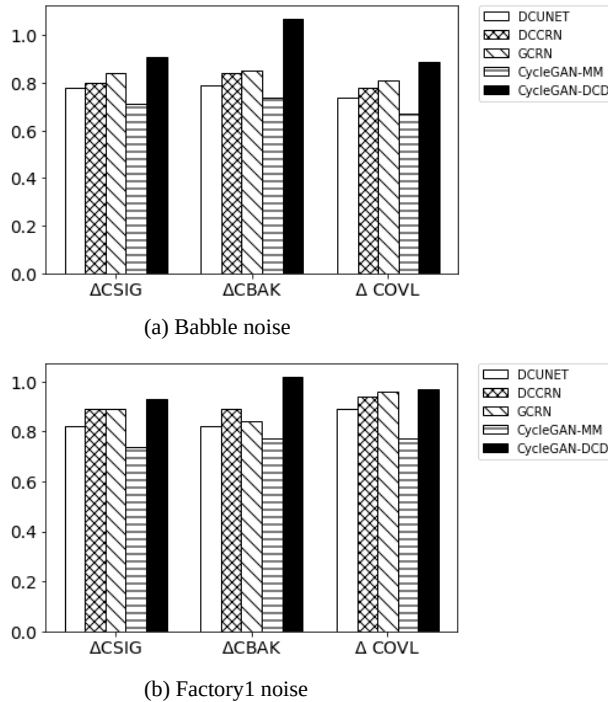 1.0
0.8
0.6
0.4
0.2
0.0
ΔCSIG ΔCBAK Δ COVL
DCUNET
DCCRN
GCRN
CycleGAN-MM
CycleGAN-DCD
(a) Babble noise
1.0
0.8
0.6
0.4
0.2
0.0
ΔCSIG ΔCBAK Δ COVL
DCUNET
DCCRN
GCRN
CycleGAN-MM
CycleGAN-DCD
(b) Factory1 noise